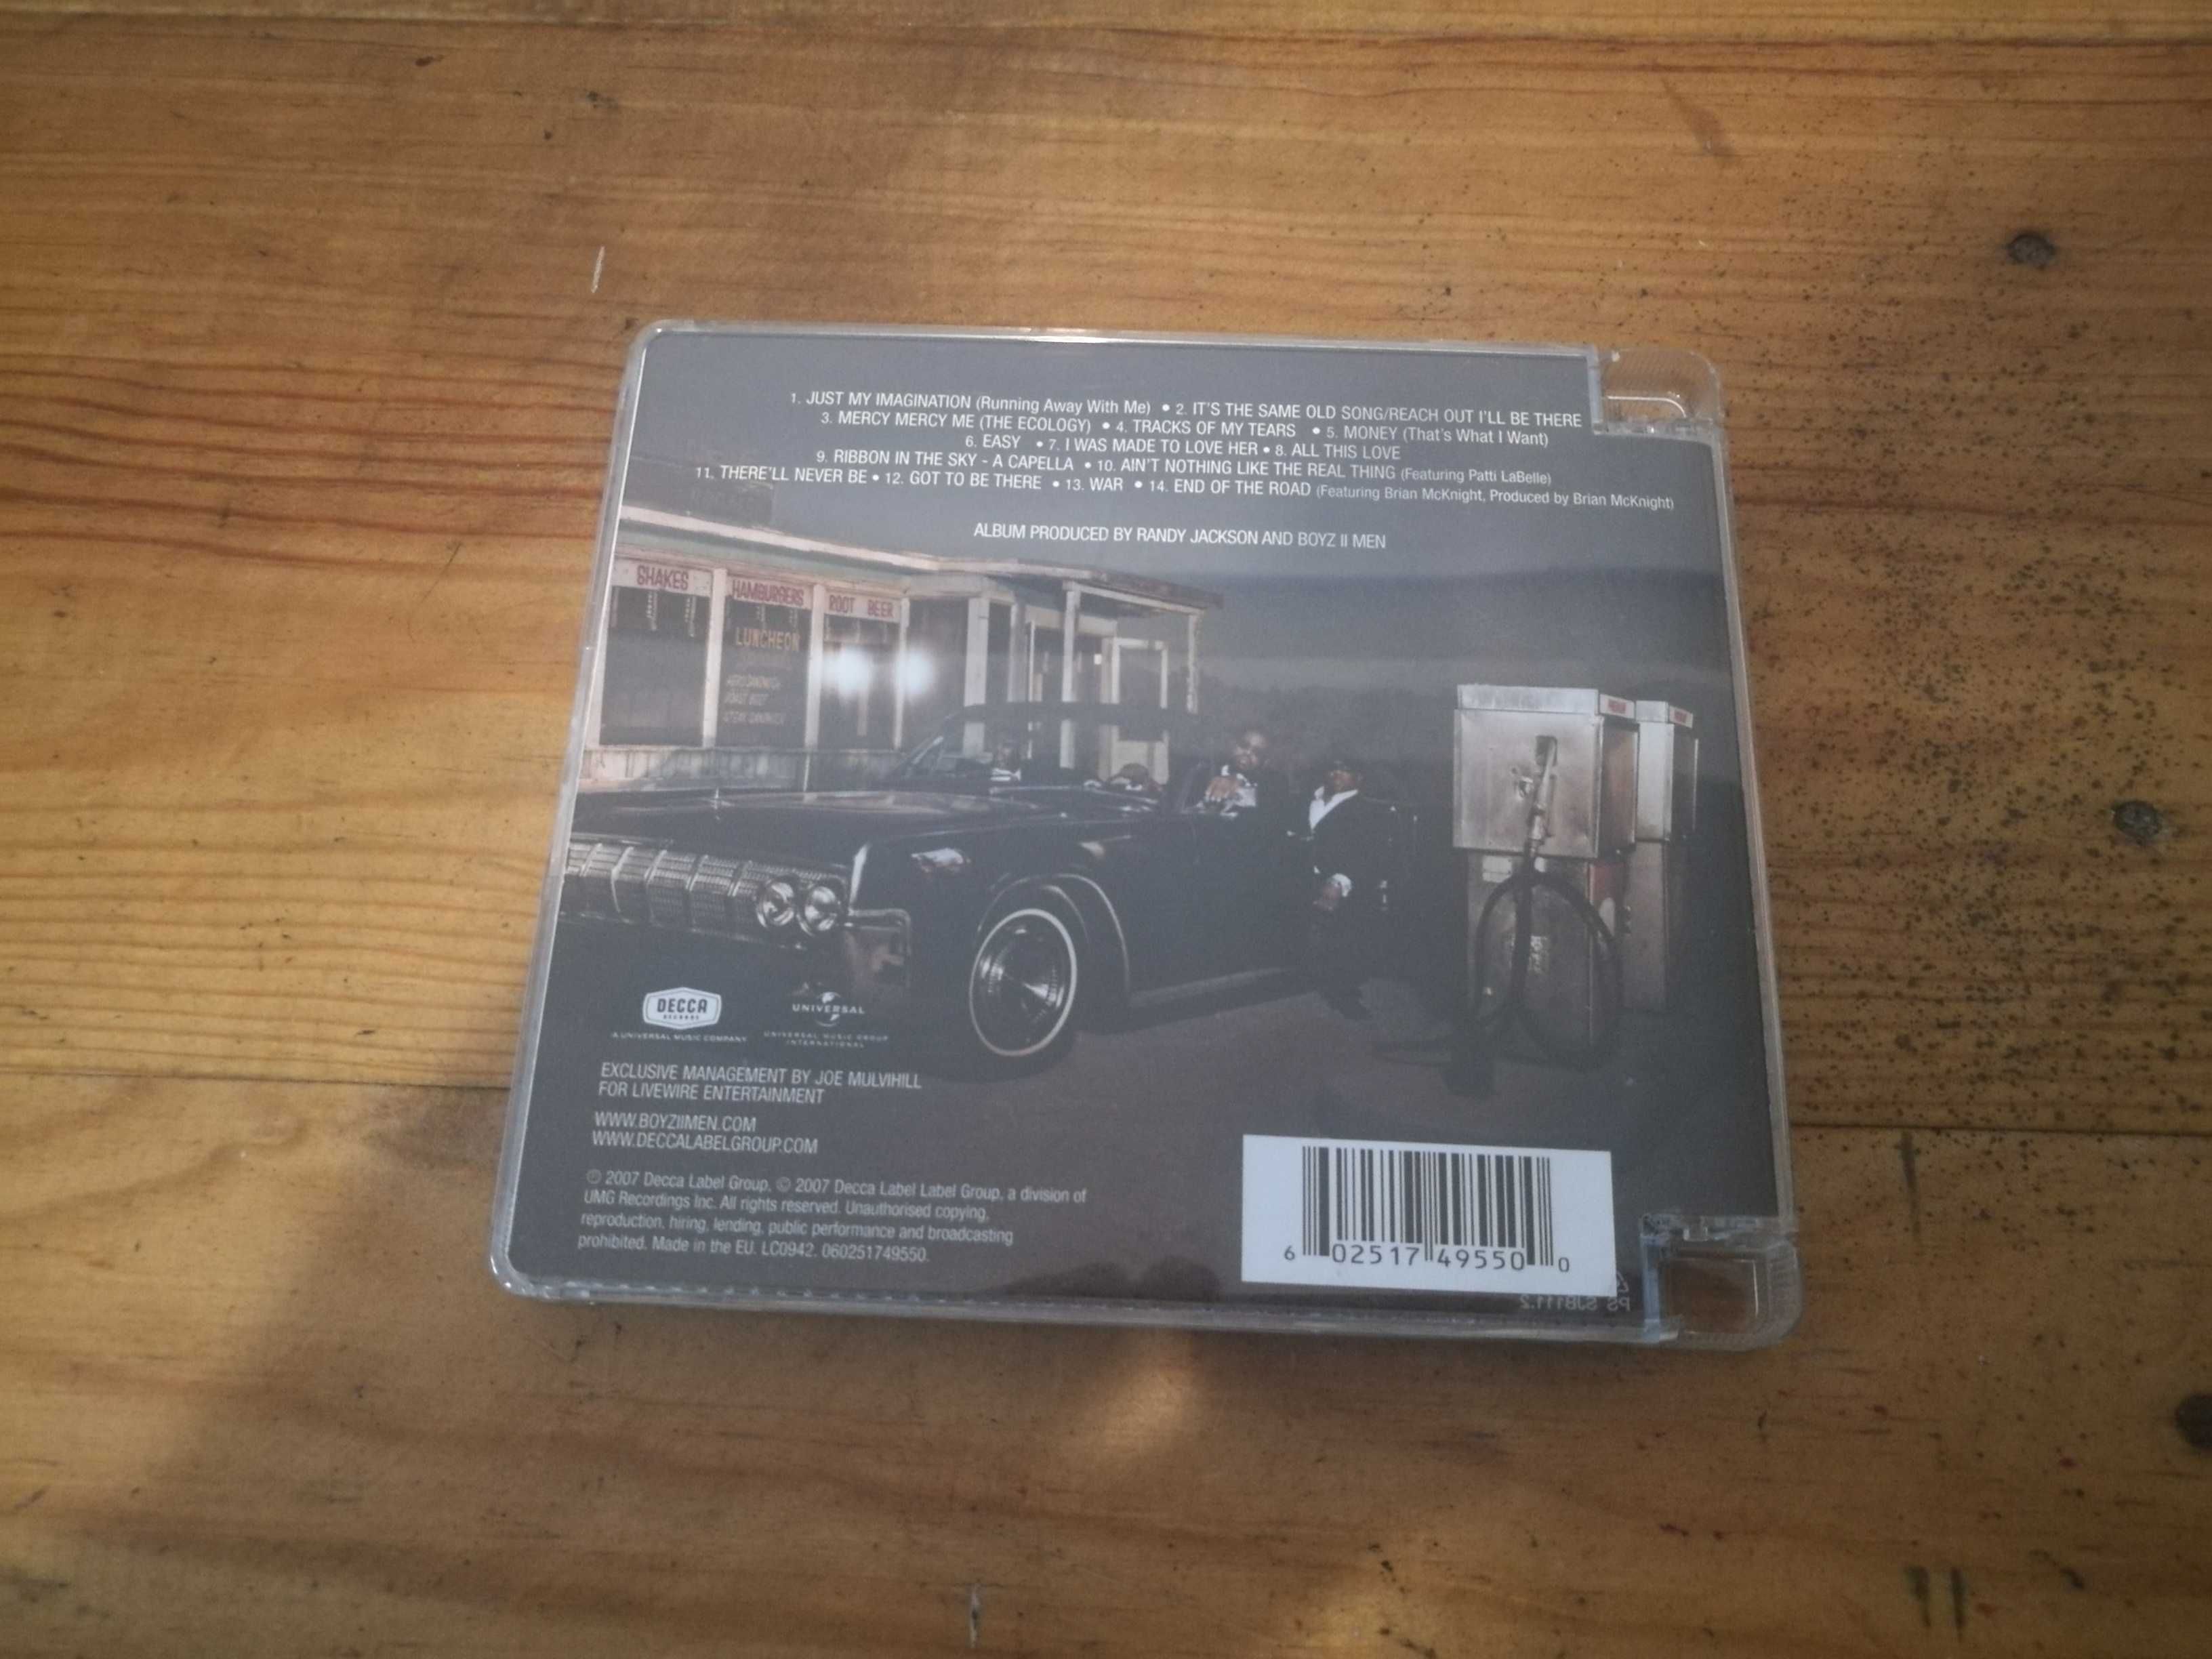 1. JUST MY IMAGINATION (Running Away With Me) • 2. IT'S THE SAME OLD SONG/REACH OUT I'LL BE THERE
3. MERCY MERCY ME (THE ECOLOGY) • 4. TRACKS OF MY TEARS • 5. MONEY (That's What I Want)
6. EASY • 7. I WAS MADE TO LOVE HER • 8. ALL THIS LOVE
9. RIBBON IN THE SKY - A CAPELLA • 10. AIN'T NOTHING LIKE THE REAL THING (Featuring Patti LaBelle)
11. THERE'LL NEVER BE • 12. GOT TO BE THERE • 13. WAR • 14. END OF THE ROAD (Featuring Brian McKnight, Produced by Brian McKnight)
ALBUM PRODUCED BY RANDY JACKSON AND BOYZ II MEN
SHAKES
HAMBURGERS
ROOT BEER
LUNCHEON
ROAST BEEF
DECCA
RECORDS
A UNIVERSAL MUSIC COMPANY
UNIVERSAL
UNIVERSAL MUSIC GROUP
INTERNATIONAL
EXCLUSIVE MANAGEMENT BY JOE MULVIHILL
FOR LIVEWIRE ENTERTAINMENT
WWW.BOYZIIMEN.COM
WWW.DECCALABELGROUP.COM
℗ 2007 Decca Label Group, © 2007 Decca Label Label Group, a division of
UMG Recordings Inc. All rights reserved. Unauthorised copying,
reproduction, hiring, lending, public performance and broadcasting
prohibited. Made in the EU. LC0942. 060251749550.
6 02517 49550 0
PS SJB111.2